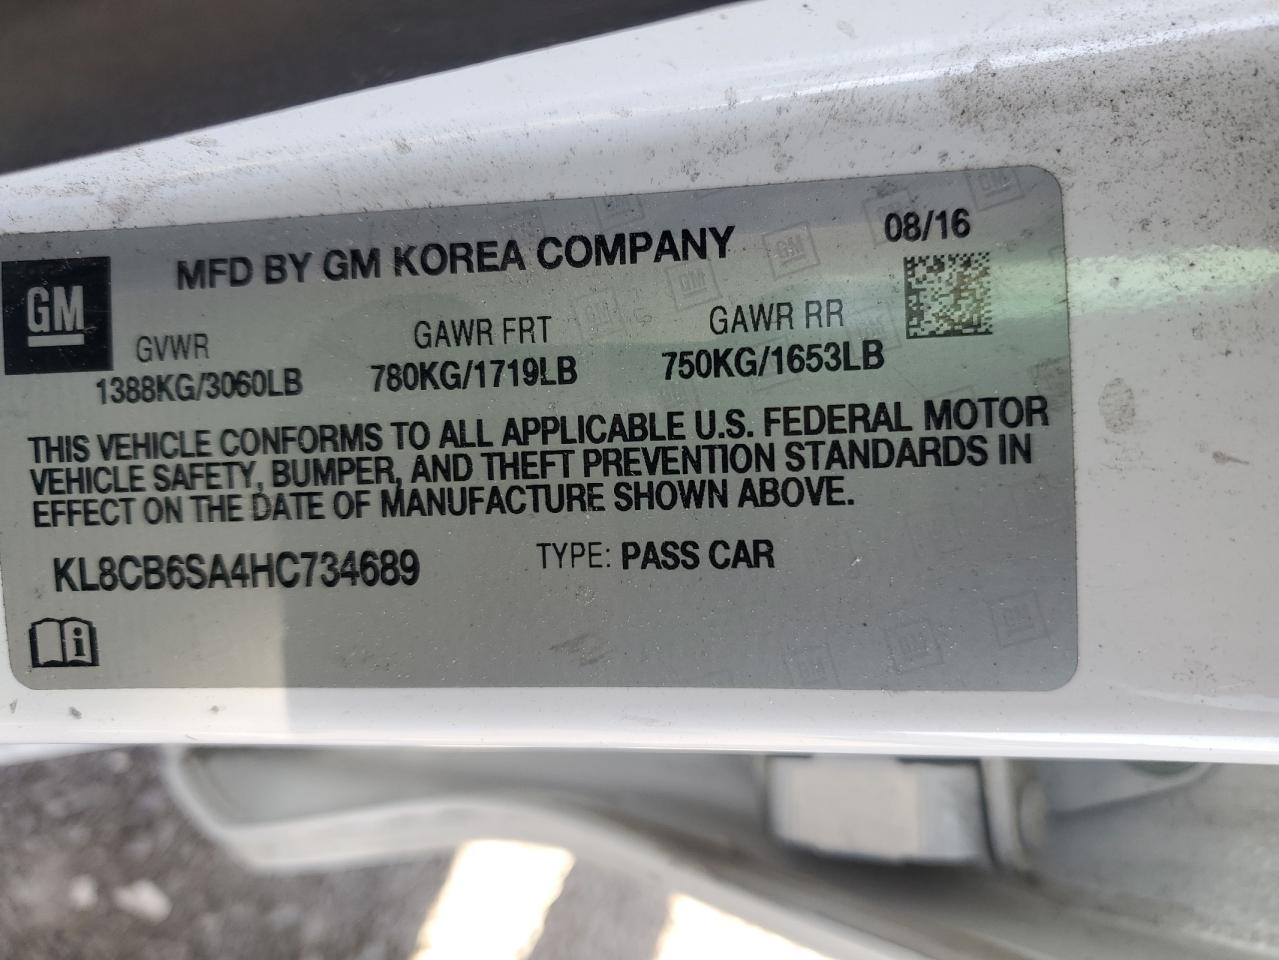 MFD BY GM KOREA COMPANY 08/16
GM
GVWR GAWR FRT GAWR RR
1388KG/3060LB 780KG/1719LB 750KG/1653LB
THIS VEHICLE CONFORMS TO ALL APPLICABLE U.S. FEDERAL MOTOR
VEHICLE SAFETY, BUMPER, AND THEFT PREVENTION STANDARDS IN
EFFECT ON THE DATE OF MANUFACTURE SHOWN ABOVE.
KL8CB6SA4HC734689 TYPE: PASS CAR